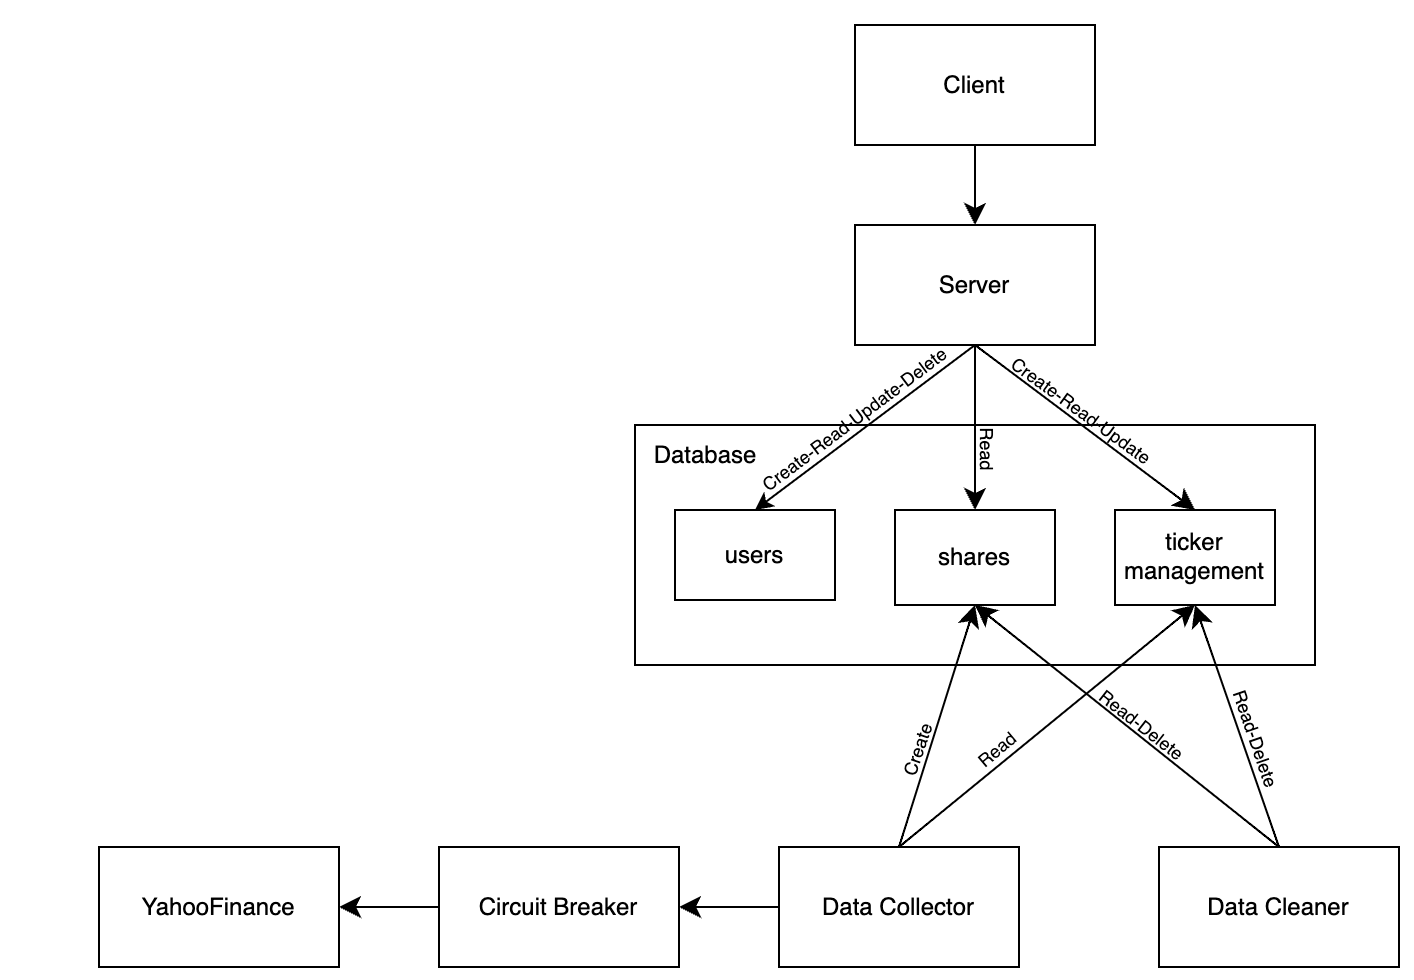 Client
Server
Create-Read-Update-Delete
Read
Create-Read-Update
Database
users
shares
ticker
management
Create
Read
Read-Delete
Read-Delete
YahooFinance
Circuit Breaker
Data Collector
Data Cleaner